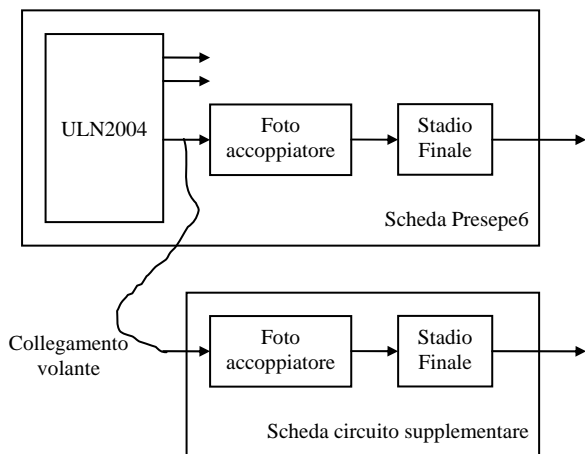 ULN2004
Foto
accoppiatore
Stadio
Finale
Scheda Presepe6
Collegamento
volante
Foto
accoppiatore
Stadio
Finale
Scheda circuito supplementare